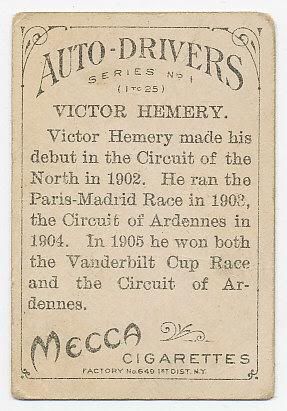 AUTO-DRIVERS
SERIES No 1
(1 TO 25)
VICTOR HEMERY.
Victor Hemery made his
debut in the Circuit of the
North in 1902. He ran the
Paris-Madrid Race in 1903,
the Circuit of Ardennes in
1904. In 1905 he won both
the Vanderbilt Cup Race
and the Circuit of Ar-
dennes.
MECCA
CIGARETTES
FACTORY No. 649 1ST DIST. N.Y.